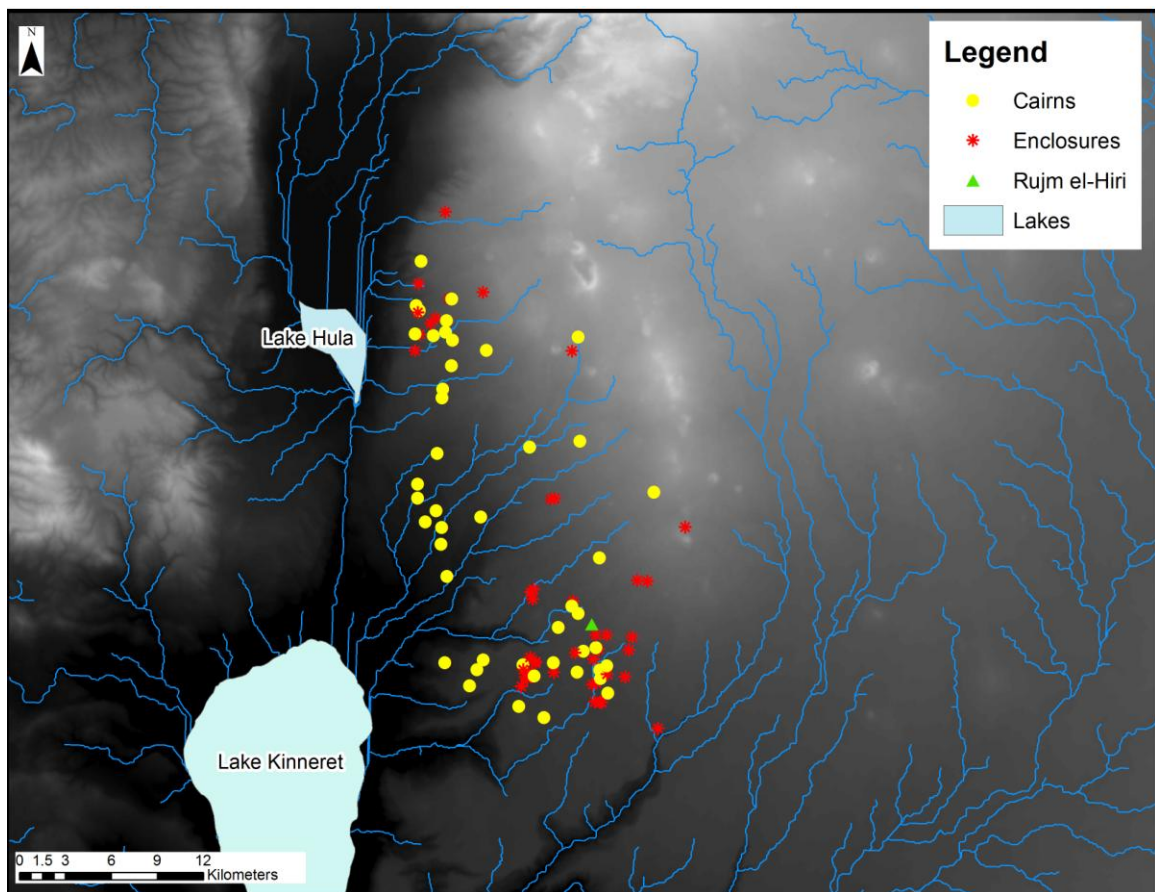 N
Legend
Cairns
Enclosures
Rujm el-Hiri
Lakes
Lake Hula
Lake Kinneret
0 1.5 3 6 9 12
Kilometers